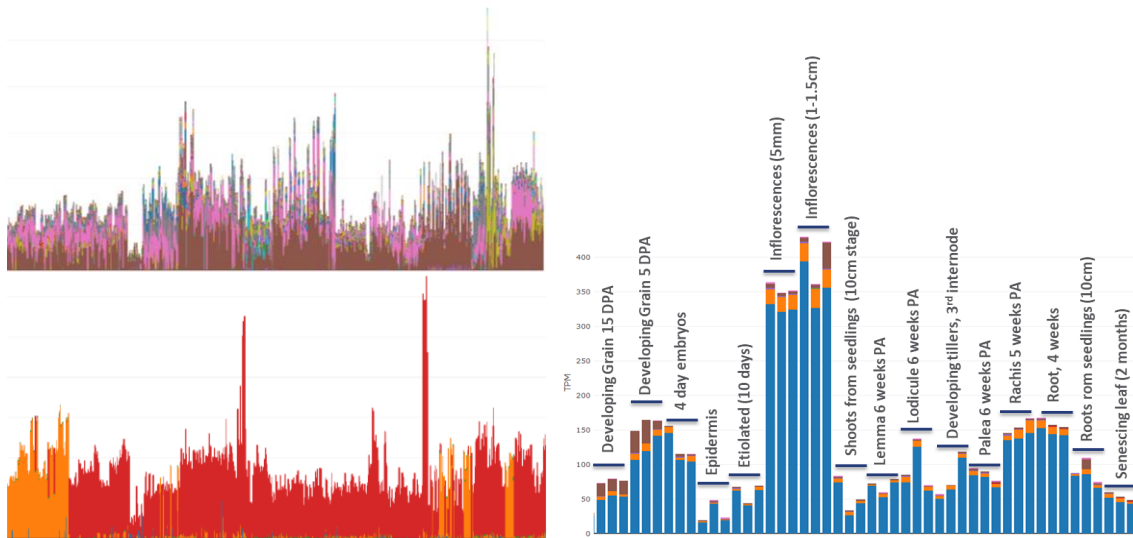 Developing Grain 15 DPA
Developing Grain 5 DPA
4 day embryos
Epidermis
Etiolated (10 days)
Inflorescences (5mm)
Inflorescences (1-1.5cm)
Shoots from seedlings (10cm stage)
Lemma 6 weeks PA
Lodicule 6 weeks PA
Developing tillers, 3rd internode
Palea 6 weeks PA
Rachis 5 weeks PA
Root, 4 weeks
Roots rom seedlings (10cm)
Senescing leaf (2 months)
TPM
400
350
300
250
200
150
100
50
0